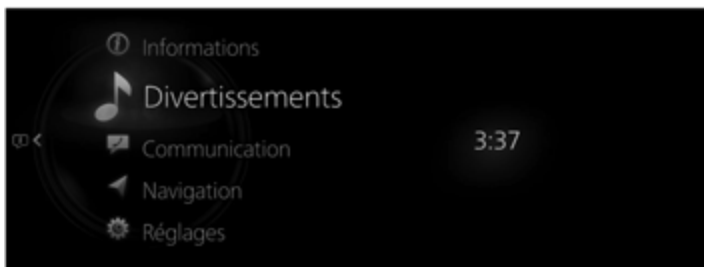 Informations
Divertissements
Communication
3:37
Navigation
Réglages